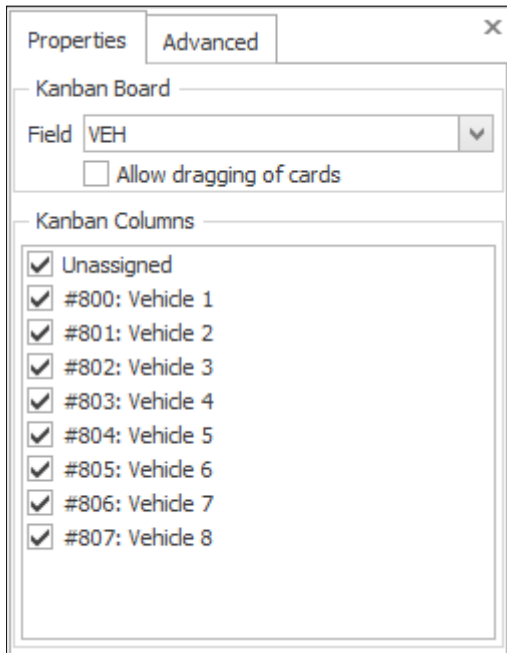 Properties
Advanced
Kanban Board
Field VEH
Allow dragging of cards
Kanban Columns
Unassigned
#800: Vehicle 1
#801: Vehicle 2
#802: Vehicle 3
#803: Vehicle 4
#804: Vehicle 5
#805: Vehicle 6
#806: Vehicle 7
#807: Vehicle 8